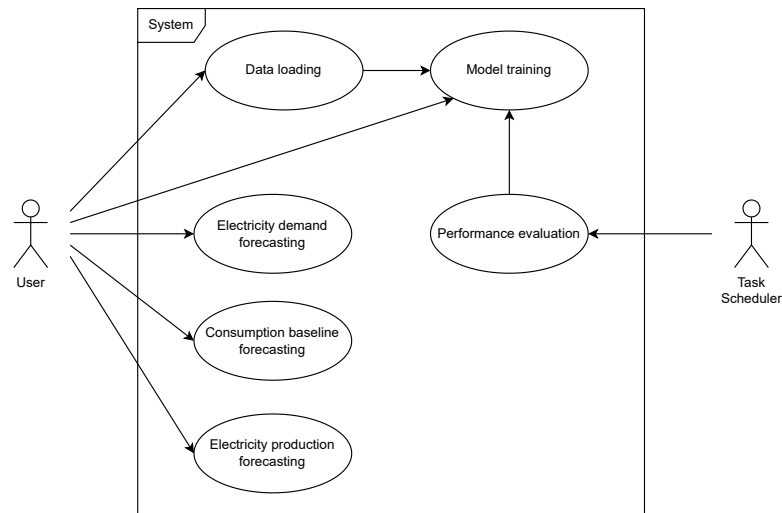 System
Data loading
Model training
Electricity demand
forecasting
Performance evaluation
User
Task
Scheduler
Consumption baseline
forecasting
Electricity production
forecasting